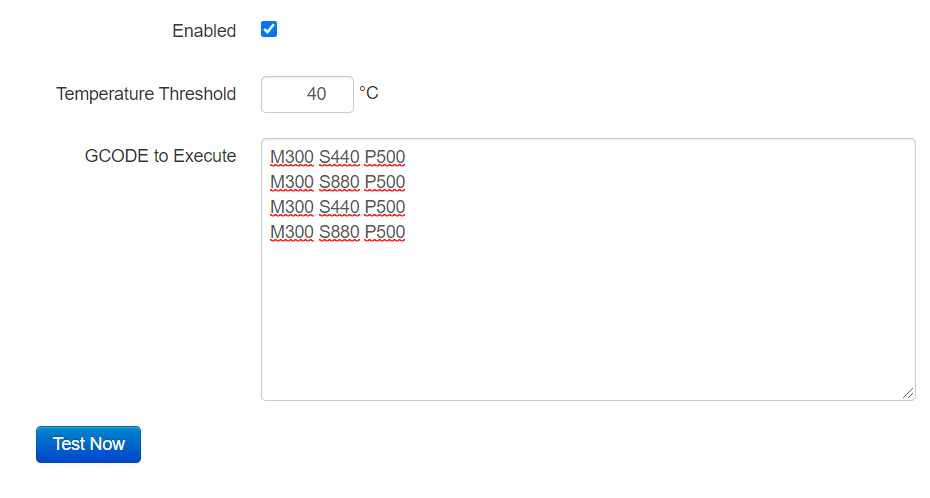 Enabled
Temperature Threshold 40 °C
GCODE to Execute
M300 S440 P500
M300 S880 P500
M300 S440 P500
M300 S880 P500
Test Now